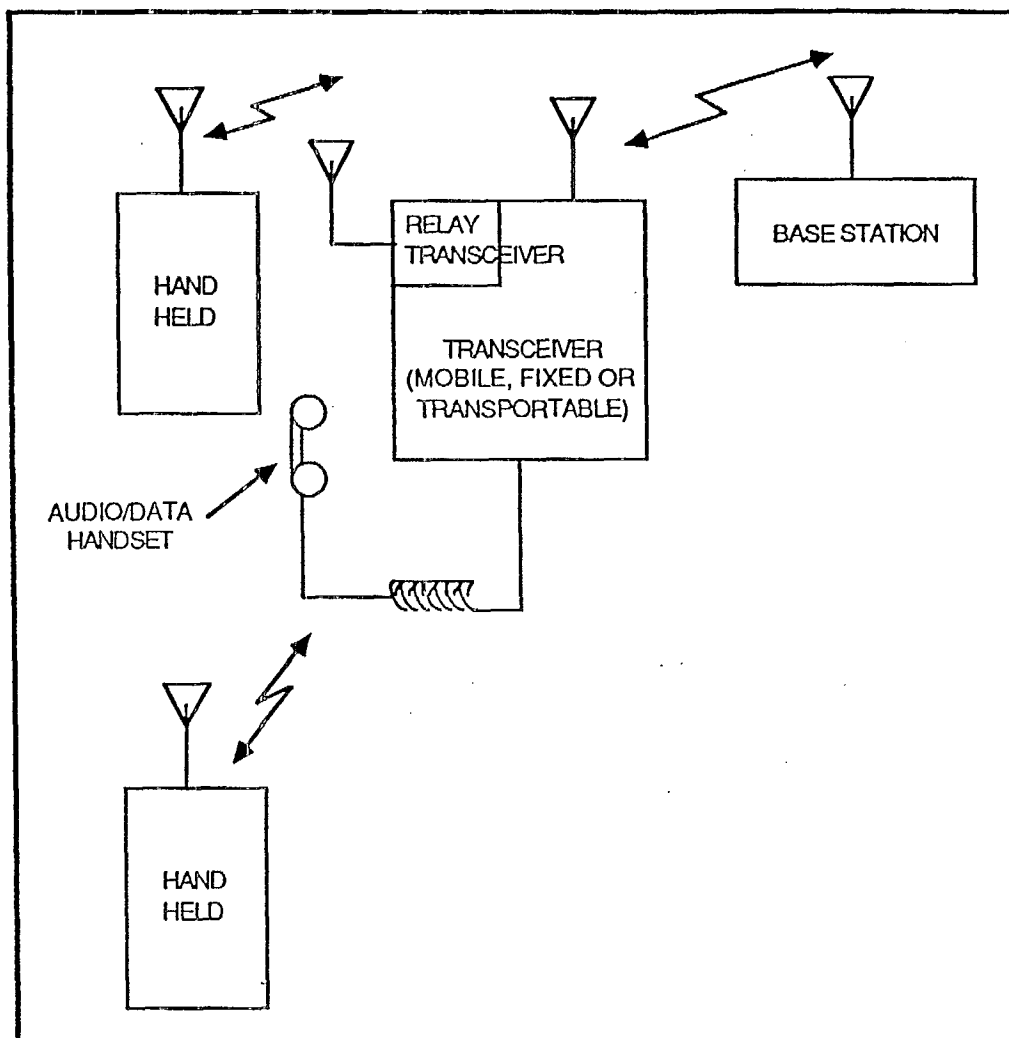 RELAY
TRANSCEIVER
BASE STATION
HAND
HELD
TRANSCEIVER
(MOBILE, FIXED OR
TRANSPORTABLE)
AUDIO/DATA
HANDSET
HAND
HELD